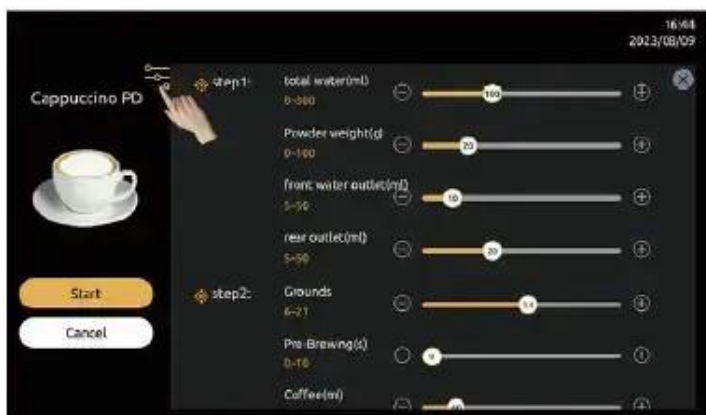 16:44
2023/08/09
Cappuccino PD
step1:
total water(ml)
0-300
100
Powder weight(g)
0-100
20
front water outlet(ml)
5-50
10
rear outlet(ml)
5-50
20
Start
Cancel
step2:
Grounds
6-21
14
Pre-Brewing(s)
0-10
0
Coffee(ml)